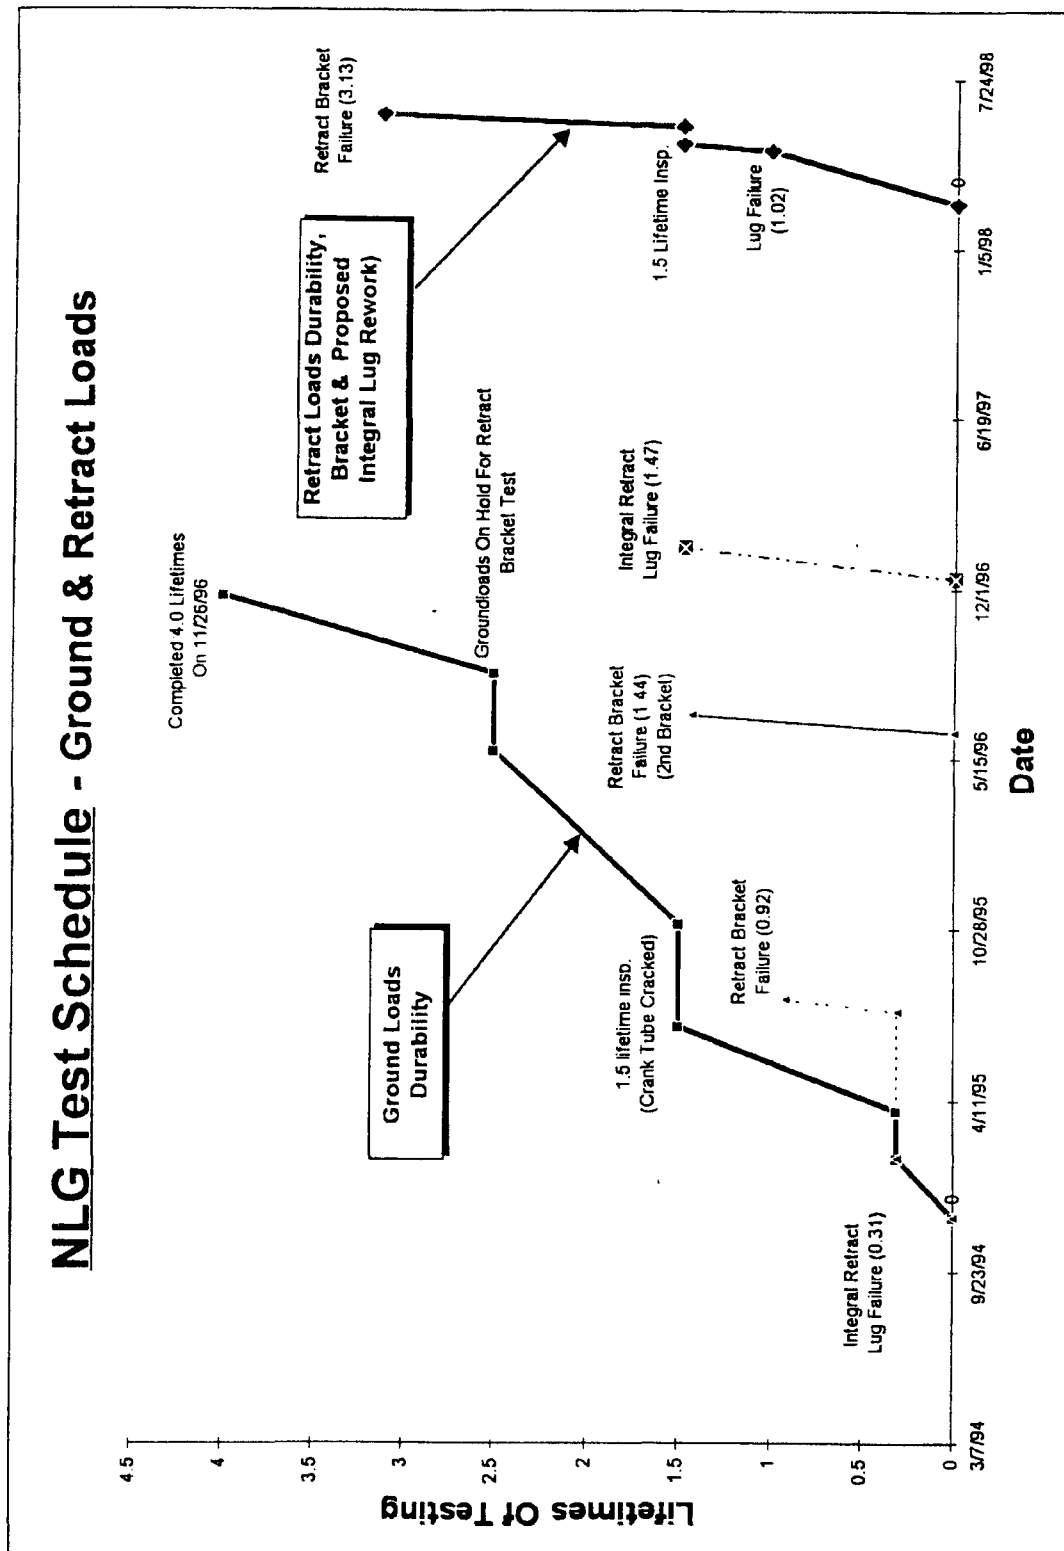 NLG Test Schedule - Ground & Retract Loads
Completed 4.0 Lifetimes
On 11/26/96
Retract Bracket
Failure (3.13)
Retract Loads Durability,
Bracket & Proposed
Integral Lug Rework)
Ground Loads
Durability
Groundloads On Hold For Retract
Bracket Test
1.5 lifetime insp.
(Crank Tube Cracked)
Retract Bracket
Failure (1 44)
(2nd Bracket)
Integral Retract
Lug Failure (1.47)
1.5 Lifetime Insp.
Lug Failure
(1.02)
Retract Bracket
Failure (0.92)
Integral Retract
Lug Failure (0.31)
0
0
Lifetimes Of Testing
4.5
4
3.5
3
2.5
2
1.5
1
0.5
0
3/7/94
9/23/94
4/11/95
10/28/95
5/15/96
12/1/96
6/19/97
1/5/98
7/24/98
Date